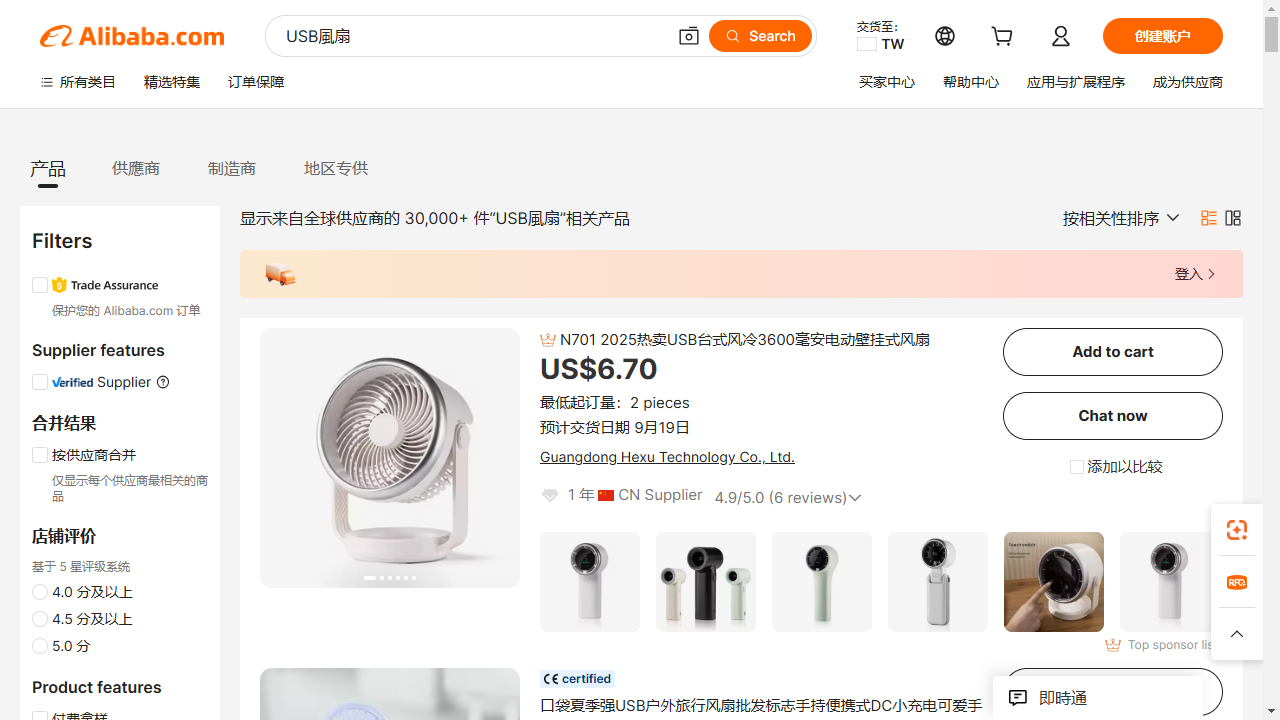 Alibaba.com
USB風扇
Search
交货至:
TW
创建账户
所有类目
精选特集
订单保障
买家中心
帮助中心
应用与扩展程序
成为供应商
产品
供應商
制造商
地区专供
Filters
Trade Assurance
保护您的 Alibaba.com 订单
Supplier features
Verified Supplier
合并结果
按供应商合并
仅显示每个供应商最相关的商
品
店铺评价
基于 5 星评级系统
4.0 分及以上
4.5 分及以上
5.0 分
Product features
付费拿样
显示来自全球供应商的 30,000+ 件“USB風扇”相关产品
按相关性排序
登入
N701 2025热卖USB台式风冷3600毫安电动壁挂式风扇
US$6.70
最低起订量：2 pieces
预计交货日期 9月19日
Guangdong Hexu Technology Co., Ltd.
1 年 CN Supplier
4.9/5.0 (6 reviews)
Add to cart
Chat now
添加以比较
RFQ
Top sponsor lis
CE certified
口袋夏季强USB户外旅行风扇批发标志手持便携式DC小充电可爱手
即時通